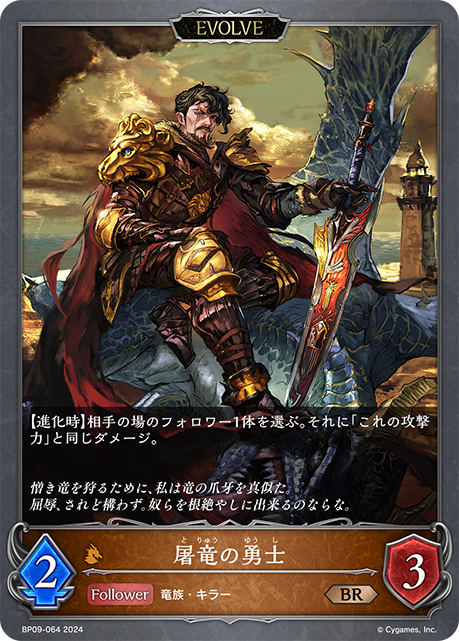 EVOLVE
【進化時】相手の場のフォロワー1体を選ぶ。それに「これの攻撃
力」と同じダメージ。
憎き竜を狩るために、私は竜の爪牙を真似た。
屈辱、されと構わず。奴らを根絶やしに出来るのならな。
と りゅう ゆう し
屠竜の勇士
2
Follower 竜族・キラー
BR
3
BP09-064 2024
© Cygames, Inc.